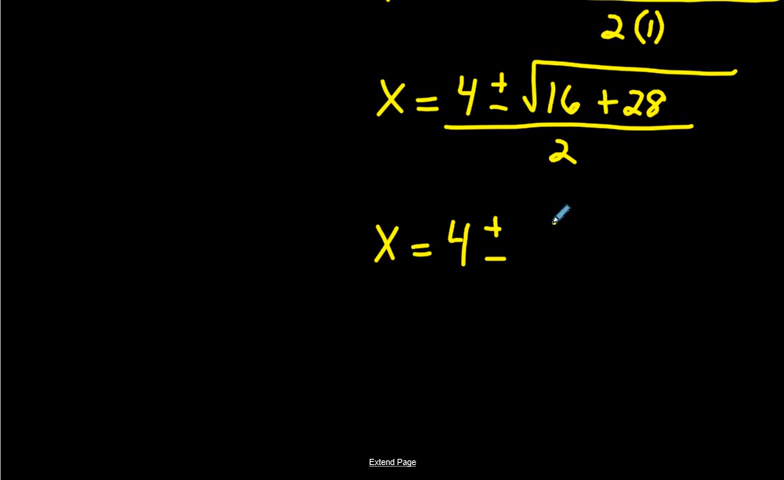 2(1)
X = 4 ± √16 + 28
2
X = 4 ±
Extend Page